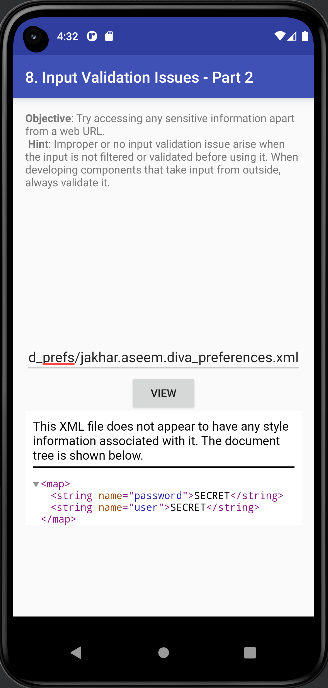 4:32
8. Input Validation Issues - Part 2
Objective: Try accessing any sensitive information apart
from a web URL.
Hint: Improper or no input validation issue arise when
the input is not filtered or validated before using it. When
developing components that take input from outside,
always validate it.
d_prefs/jakhar.aseem.diva_preferences.xml
VIEW
This XML file does not appear to have any style
information associated with it. The document
tree is shown below.
<map>
<string name="password">SECRET</string>
<string name="user">SECRET</string>
</map>